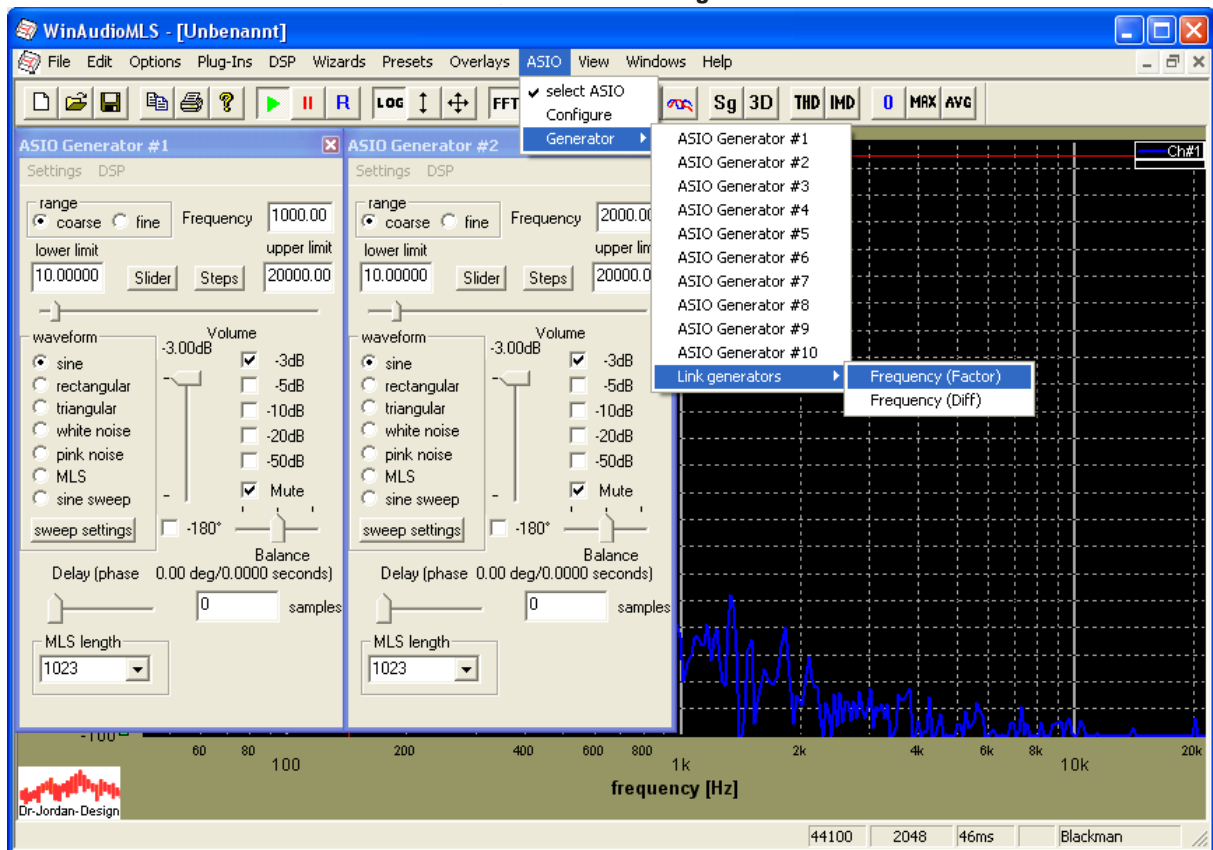 WinAudioMLS - [Unbenannt]
File Edit Options Plug-Ins DSP Wizards Presets Overlays ASIO View Windows Help
R LOG FFT Sg 3D THD IMD 0 MAX AVG
select ASIO
Configure
Generator
ASIO Generator #1
ASIO Generator #2
ASIO Generator #3
ASIO Generator #4
ASIO Generator #5
ASIO Generator #6
ASIO Generator #7
ASIO Generator #8
ASIO Generator #9
ASIO Generator #10
Link generators
Frequency (Factor)
Frequency (Diff)
Ch#1
ASIO Generator #1
Settings DSP
range
coarse fine Frequency 1000.00
lower limit upper limit
10.00000 Slider Steps 20000.00
waveform
Volume
-3.00dB
sine
rectangular
triangular
white noise
pink noise
MLS
sine sweep
sweep settings
-3dB
-5dB
-10dB
-20dB
-50dB
Mute
-180°
Balance
Delay (phase 0.00 deg/0.0000 seconds)
0 samples
MLS length
1023
ASIO Generator #2
Settings DSP
range
coarse fine Frequency 2000.00
lower limit upper
10.00000 Slider Steps 20000.0
waveform
Volume
-3.00dB
sine
rectangular
triangular
white noise
pink noise
MLS
sine sweep
sweep settings
-3dB
-5dB
-10dB
-20dB
-50dB
Mute
-180°
Balance
Delay (phase 0.00 deg/0.0000 seconds)
0 samples
MLS length
1023
-100
60 80 100 200 400 600 800 1k 2k 4k 6k 8k 10k 20k
frequency [Hz]
Dr-Jordan-Design
44100 2048 46ms Blackman